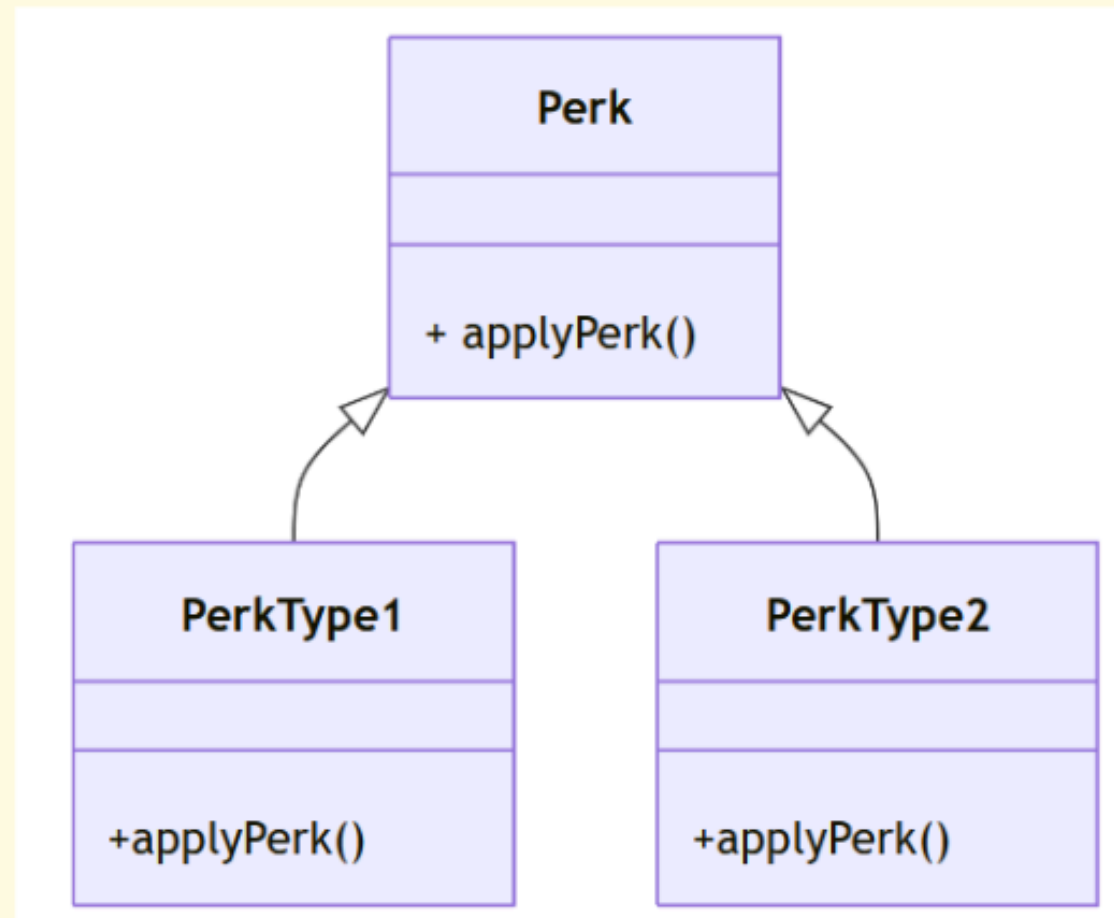 Perk
+ applyPerk()
PerkType1
+applyPerk()
PerkType2
+applyPerk()